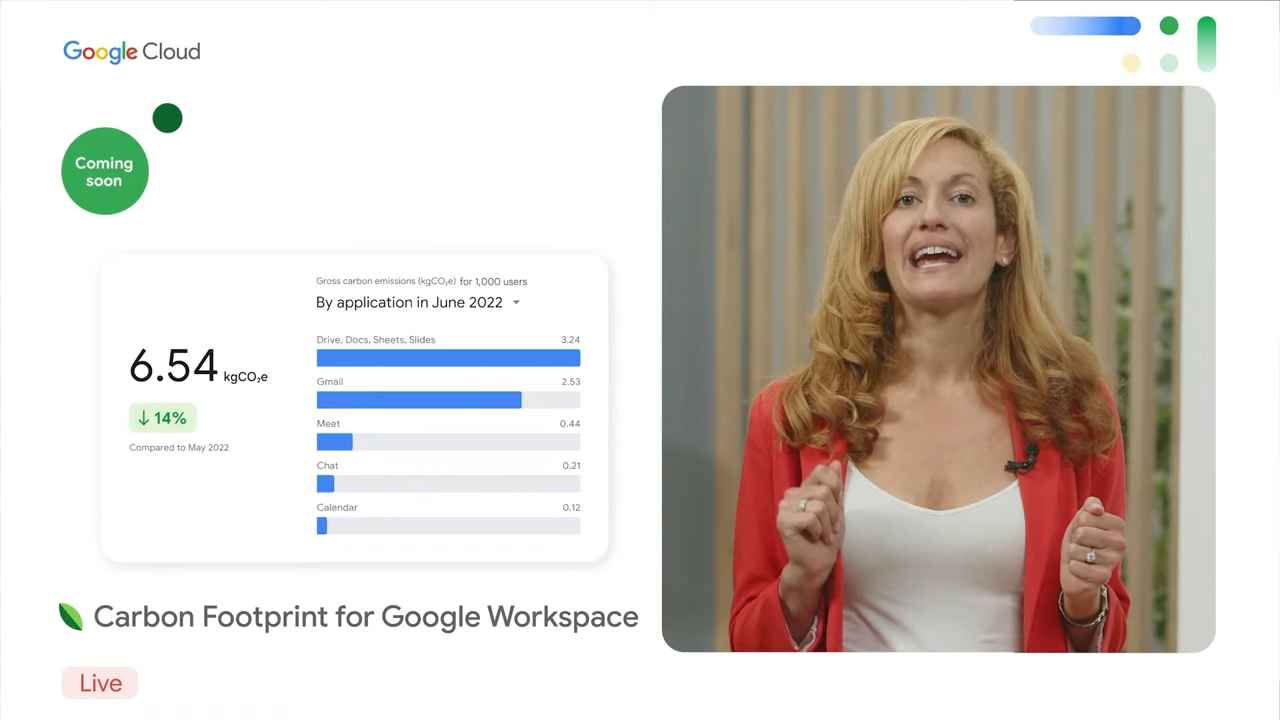 Google Cloud
Coming
soon
Gross carbon emissions (kgCO₂e) for 1,000 users
By application in June 2022
6.54 kgCO₂e
↓ 14%
Compared to May 2022
Drive, Docs, Sheets, Slides 3.24
Gmail 2.53
Meet 0.44
Chat 0.21
Calendar 0.12
Carbon Footprint for Google Workspace
Live